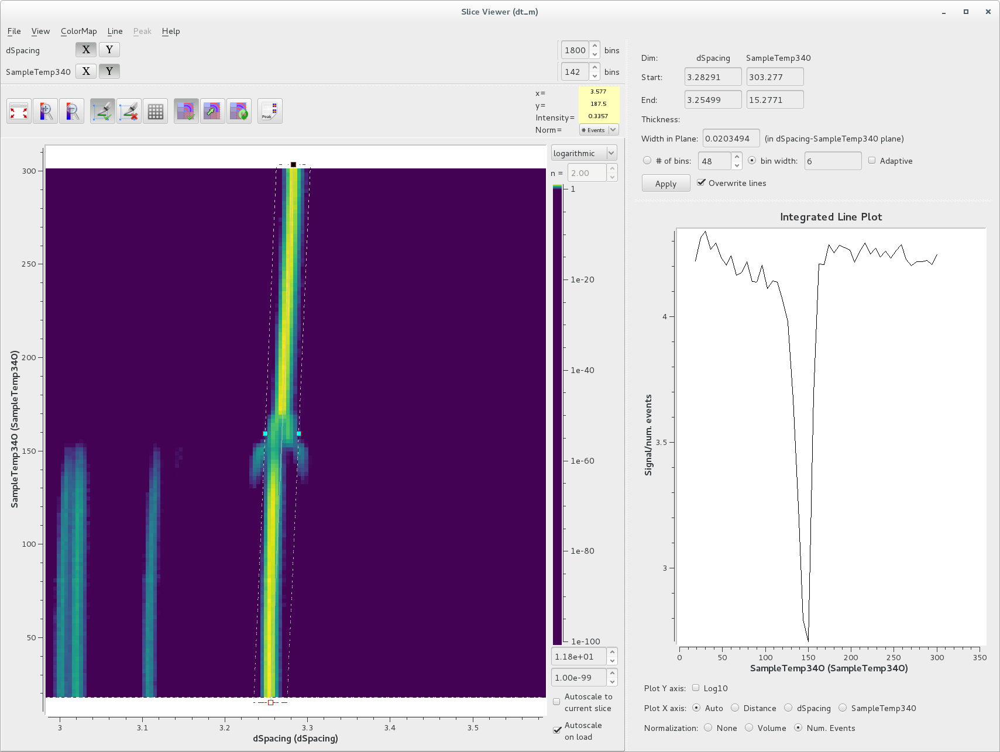 Slice Viewer (dt_m)
File View ColorMap Line Peak Help
dSpacing X Y 1800 bins
SampleTemp340 X Y 142 bins
x= 3.577
y= 187.5
Intensity= 0.3357
Norm= # Events
Peak
logarithmic
n = 2.00
300
250
200
150
100
50
SampleTemp340 (SampleTemp340)
3 3.1 3.2 3.3 3.4 3.5
dSpacing (dSpacing)
1
1e-20
1e-40
1e-60
1e-80
1e-100
1.18e+01
1.00e-99
Autoscale to
current slice
Autoscale
on load
Dim: dSpacing SampleTemp340
Start: 3.28291 303.277
End: 3.25499 15.2771
Thickness:
Width in Plane: 0.0203494 (in dSpacing-SampleTemp340 plane)
# of bins: 48 bin width: 6 Adaptive
Apply Overwrite lines
Integrated Line Plot
4
3.5
3
Signal/num. events
0 50 100 150 200 250 300 350
SampleTemp340 (SampleTemp340)
Plot Y axis: Log10
Plot X axis: Auto Distance dSpacing SampleTemp340
Normalization: None Volume Num. Events